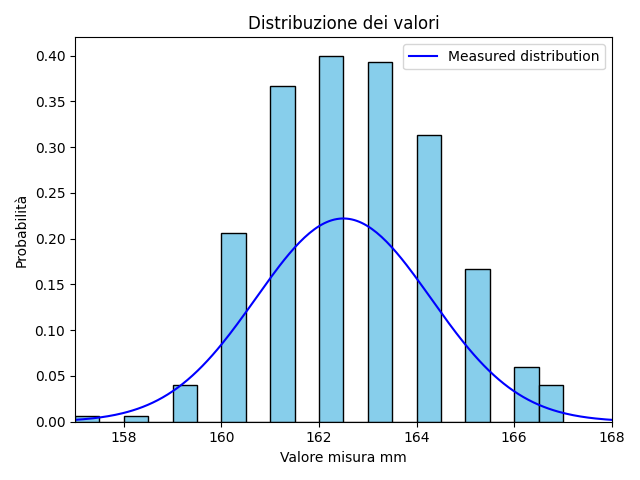 Distribuzione dei valori
Measured distribution
0.40
0.35
0.30
0.25
0.20
0.15
0.10
0.05
0.00
Probabilità
158 160 162 164 166 168
Valore misura mm